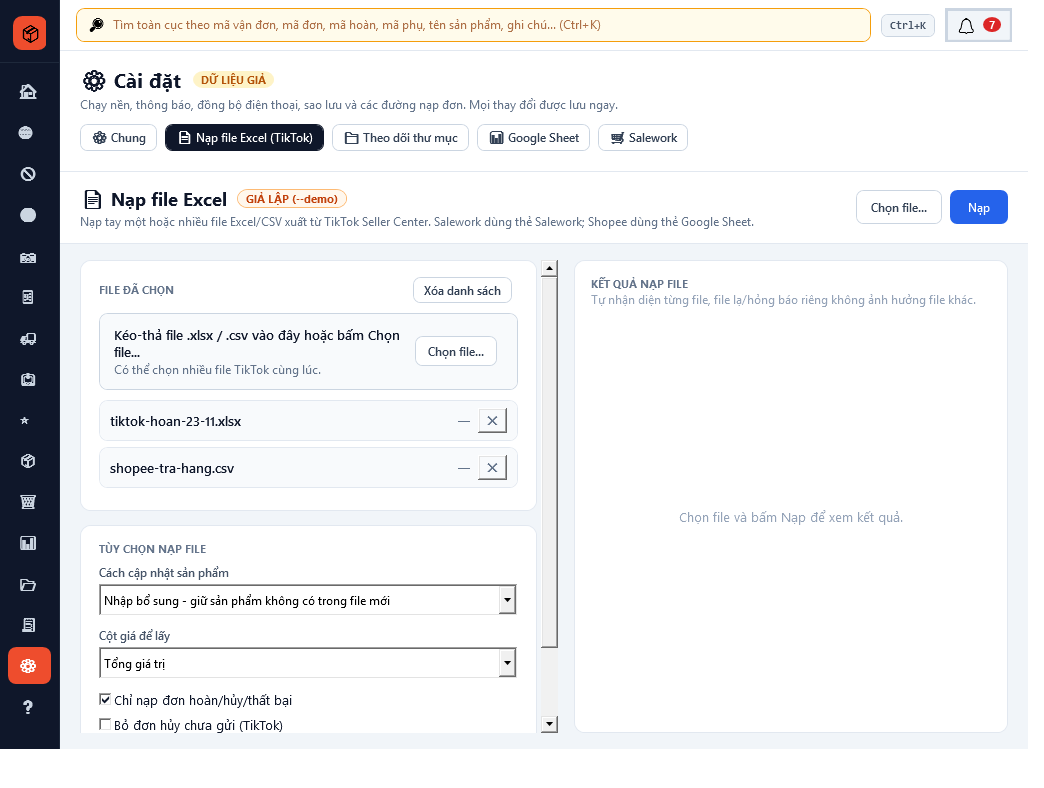 Tìm toàn cục theo mã vận đơn, mã đơn, mã hoàn, mã phụ, tên sản phẩm, ghi chú... (Ctrl+K)
Ctrl+K
7
Cài đặt
DỮ LIỆU GIẢ
Chạy nền, thông báo, đồng bộ điện thoại, sao lưu và các đường nạp đơn. Mọi thay đổi được lưu ngay.
Chung
Nạp file Excel (TikTok)
Theo dõi thư mục
Google Sheet
Salework
Nạp file Excel
GIẢ LẬP (--demo)
Nạp tay một hoặc nhiều file Excel/CSV xuất từ TikTok Seller Center. Salework dùng thẻ Salework; Shopee dùng thẻ Google Sheet.
Chọn file...
Nạp
FILE ĐÃ CHỌN
Xóa danh sách
Kéo-thả file .xlsx / .csv vào đây hoặc bấm Chọn
file...
Có thể chọn nhiều file TikTok cùng lúc.
Chọn file...
tiktok-hoan-23-11.xlsx
—
shopee-tra-hang.csv
—
TÙY CHỌN NẠP FILE
Cách cập nhật sản phẩm
Nhập bổ sung - giữ sản phẩm không có trong file mới
Cột giá để lấy
Tổng giá trị
Chỉ nạp đơn hoàn/hủy/thất bại
Bỏ đơn hủy chưa gửi (TikTok)
KẾT QUẢ NẠP FILE
Tự nhận diện từng file, file lạ/hỏng báo riêng không ảnh hưởng file khác.
Chọn file và bấm Nạp để xem kết quả.
?